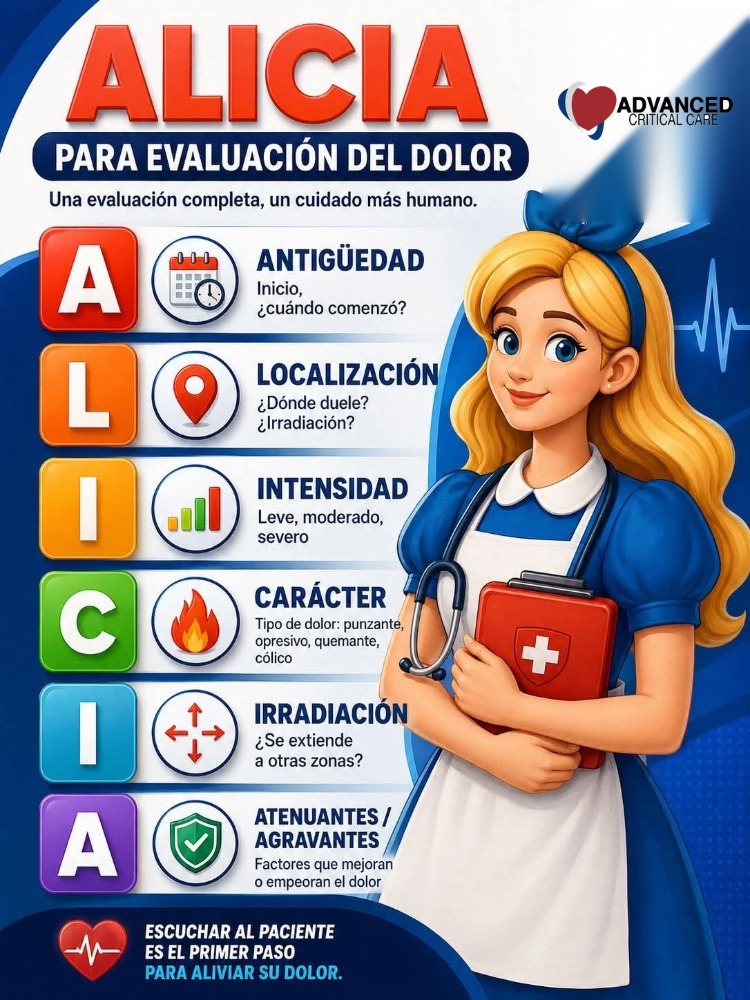 ALICIA
ADVANCED
CRITICAL CARE
PARA EVALUACIÓN DEL DOLOR
Una evaluación completa, un cuidado más humano.
A
ANTIGÜEDAD
Inicio,
¿cuándo comenzó?
L
LOCALIZACIÓN
¿Dónde duele?
¿Irradiación?
I
INTENSIDAD
Leve, moderado,
severo
C
CARÁCTER
Tipo de dolor: punzante,
opresivo, quemante,
cólico
I
IRRADIACIÓN
¿Se extiende
a otras zonas?
A
ATENUANTES /
AGRAVANTES
Factores que mejoran
o empeoran el dolor
ESCUCHAR AL PACIENTE
ES EL PRIMER PASO
PARA ALIVIAR SU DOLOR.